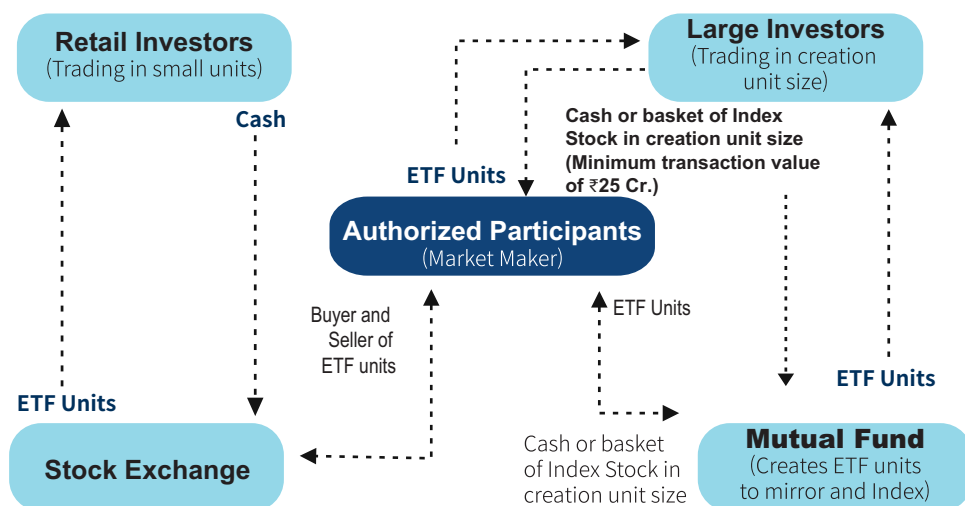 Retail Investors
(Trading in small units)
Large Investors
(Trading in creation
unit size)
Cash
Cash or basket of Index
Stock in creation unit size
(Minimum transaction value
of ₹25 Cr.)
ETF Units
Authorized Participants
(Market Maker)
Buyer and
Seller of
ETF units
ETF Units
ETF Units
ETF Units
Stock Exchange
Cash or basket
of Index Stock in
creation unit size
Mutual Fund
(Creates ETF units
to mirror and Index)